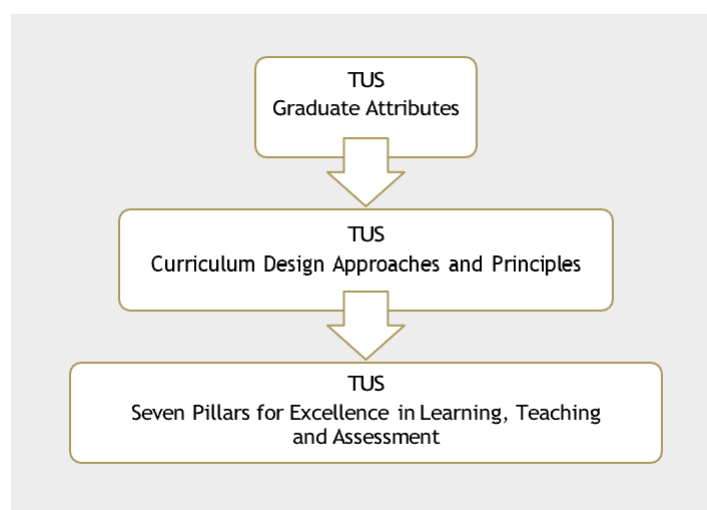 TUS
Graduate Attributes
TUS
Curriculum Design Approaches and Principles
TUS
Seven Pillars for Excellence in Learning, Teaching
and Assessment